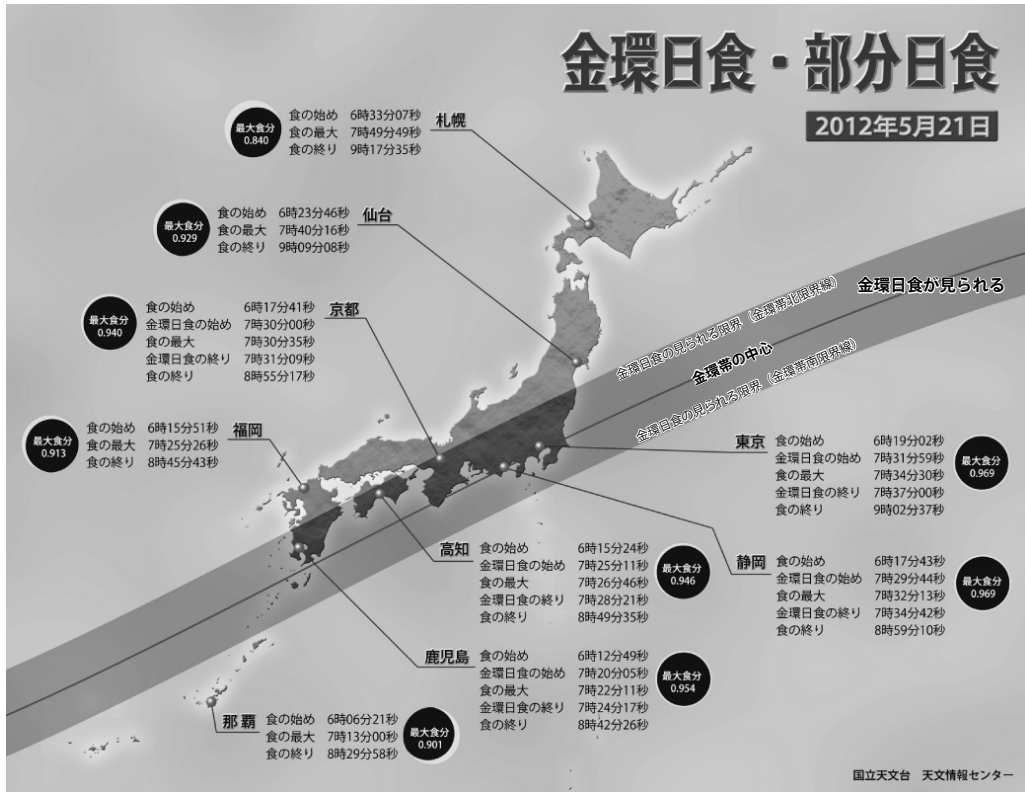 金環日食・部分日食
2012年5月21日
札幌
最大食分
0.840
食の始め 6時33分07秒
食の最大 7時49分49秒
食の終り 9時17分35秒
仙台
最大食分
0.929
食の始め 6時23分46秒
食の最大 7時40分16秒
食の終り 9時09分08秒
京都
最大食分
0.940
食の始め 6時17分41秒
金環日食の始め 7時30分00秒
食の最大 7時30分35秒
金環日食の終り 7時31分09秒
食の終り 8時55分17秒
福岡
最大食分
0.913
食の始め 6時15分51秒
食の最大 7時25分26秒
食の終り 8時45分43秒
金環日食が見られる
金環日食の見られる限界（金環帯北限界線）
金環帯の中心
金環日食の見られる限界（金環帯南限界線）
東京
食の始め 6時19分02秒
金環日食の始め 7時31分59秒
食の最大 7時34分30秒
金環日食の終り 7時37分00秒
食の終り 9時02分37秒
最大食分
0.969
高知
食の始め 6時15分24秒
金環日食の始め 7時25分11秒
食の最大 7時26分46秒
金環日食の終り 7時28分21秒
食の終り 8時49分35秒
最大食分
0.946
静岡
食の始め 6時17分43秒
金環日食の始め 7時29分44秒
食の最大 7時32分13秒
金環日食の終り 7時34分42秒
食の終り 8時59分10秒
最大食分
0.969
鹿児島
食の始め 6時12分49秒
金環日食の始め 7時20分05秒
食の最大 7時22分11秒
金環日食の終り 7時24分17秒
食の終り 8時42分26秒
最大食分
0.954
那覇
食の始め 6時06分21秒
食の最大 7時13分00秒
食の終り 8時29分58秒
最大食分
0.901
国立天文台 天文情報センター